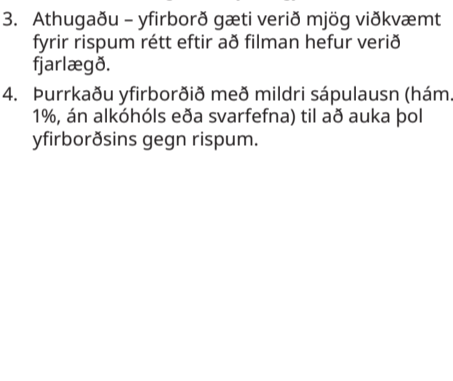 3. Athugaðu – yfirborð gæti verið mjög viðkvæmt
fyrir rispum rétt eftir að filman hefur verið
fjarlægð.
4. Þurrkaðu yfirborðið með mildri sápulausn (hám.
1%, án alkóhóls eða svarfefna) til að auka þol
yfirborðsins gegn rispum.